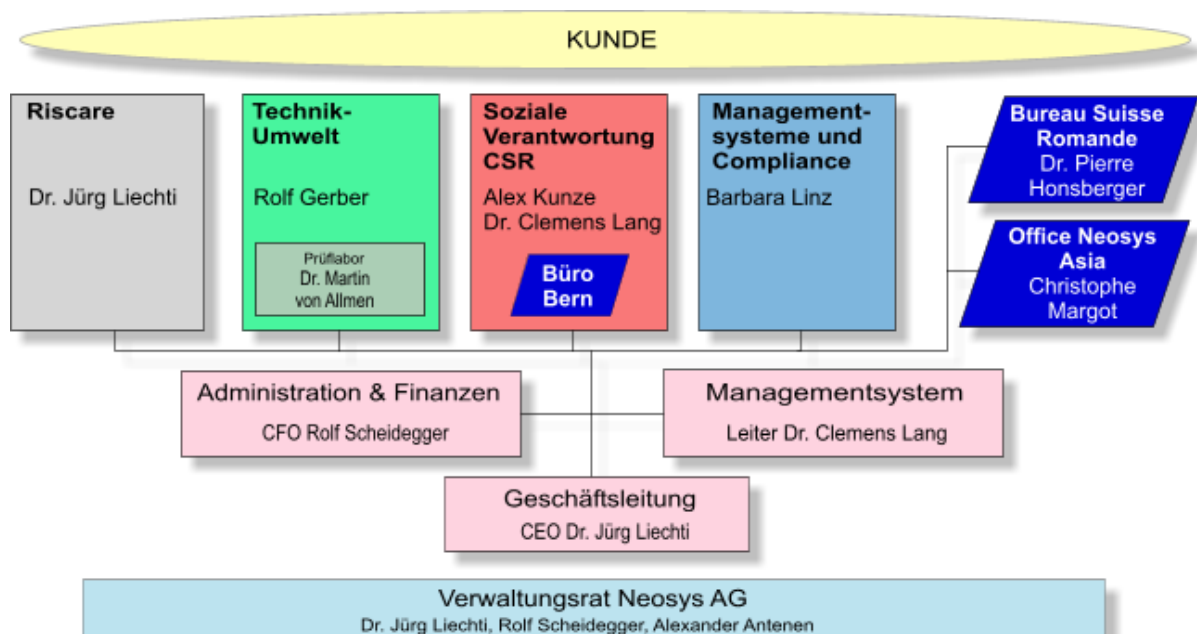 KUNDE
Riscare
Dr. Jürg Liechti
Technik-
Umwelt
Rolf Gerber
Prüflabor
Dr. Martin
von Allmen
Soziale
Verantwortung
CSR
Alex Kunze
Dr. Clemens Lang
Büro
Bern
Management-
systeme und
Compliance
Barbara Linz
Bureau Suisse
Romande
Dr. Pierre
Honsberger
Office Neosys
Asia
Christophe
Margot
Administration & Finanzen
CFO Rolf Scheidegger
Managementsystem
Leiter Dr. Clemens Lang
Geschäftsleitung
CEO Dr. Jürg Liechti
Verwaltungsrat Neosys AG
Dr. Jürg Liechti, Rolf Scheidegger, Alexander Antenen